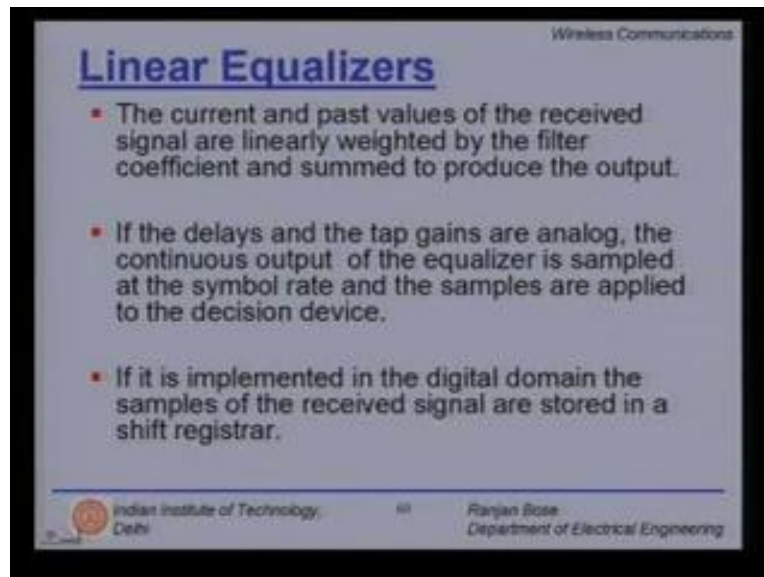 Wireless Communications
Linear Equalizers
▪ The current and past values of the received
signal are linearly weighted by the filter
coefficient and summed to produce the output.
▪ If the delays and the tap gains are analog, the
continuous output of the equalizer is sampled
at the symbol rate and the samples are applied
to the decision device.
▪ If it is implemented in the digital domain the
samples of the received signal are stored in a
shift registrar.
Indian Institute of Technology,
Delhi
Ranjan Bose
Department of Electrical Engineering